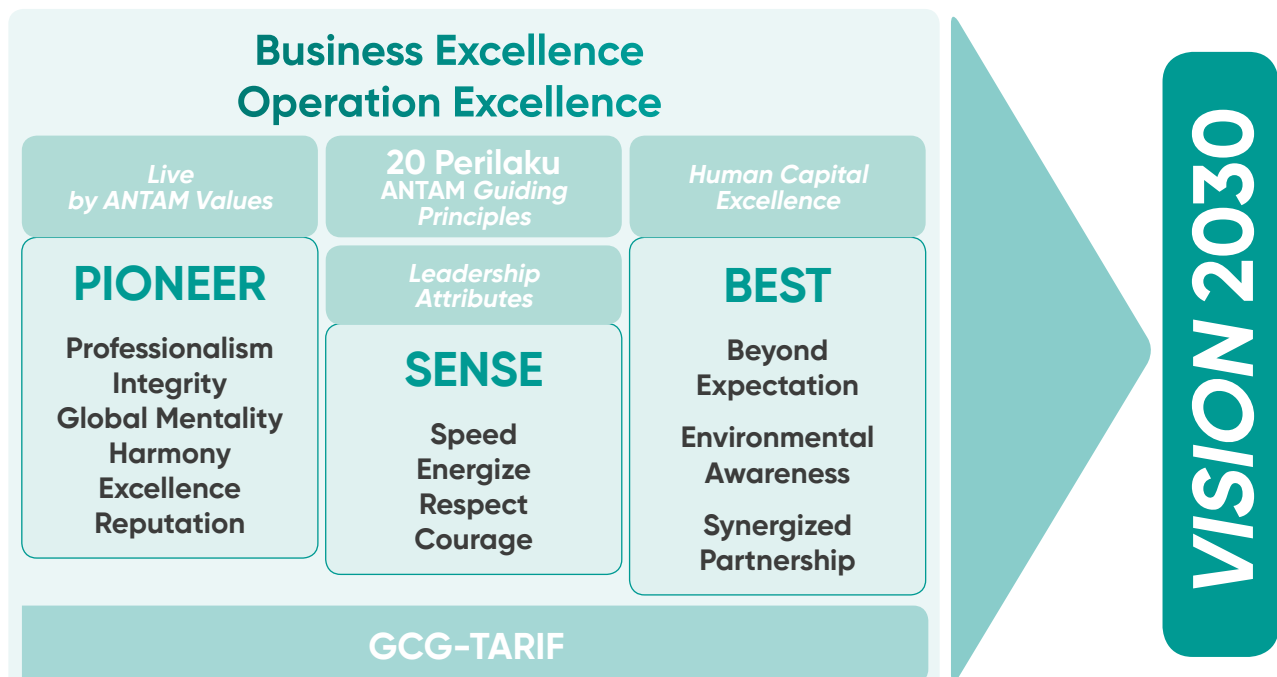 Business Excellence
Operation Excellence
Live
by ANTAM Values
PIONEER
Professionalism
Integrity
Global Mentality
Harmony
Excellence
Reputation
20 Perilaku
ANTAM Guiding
Principles
Leadership
Attributes
SENSE
Speed
Energize
Respect
Courage
Human Capital
Excellence
BEST
Beyond
Expectation
Environmental
Awareness
Synergized
Partnership
GCG-TARIF
VISION 2030